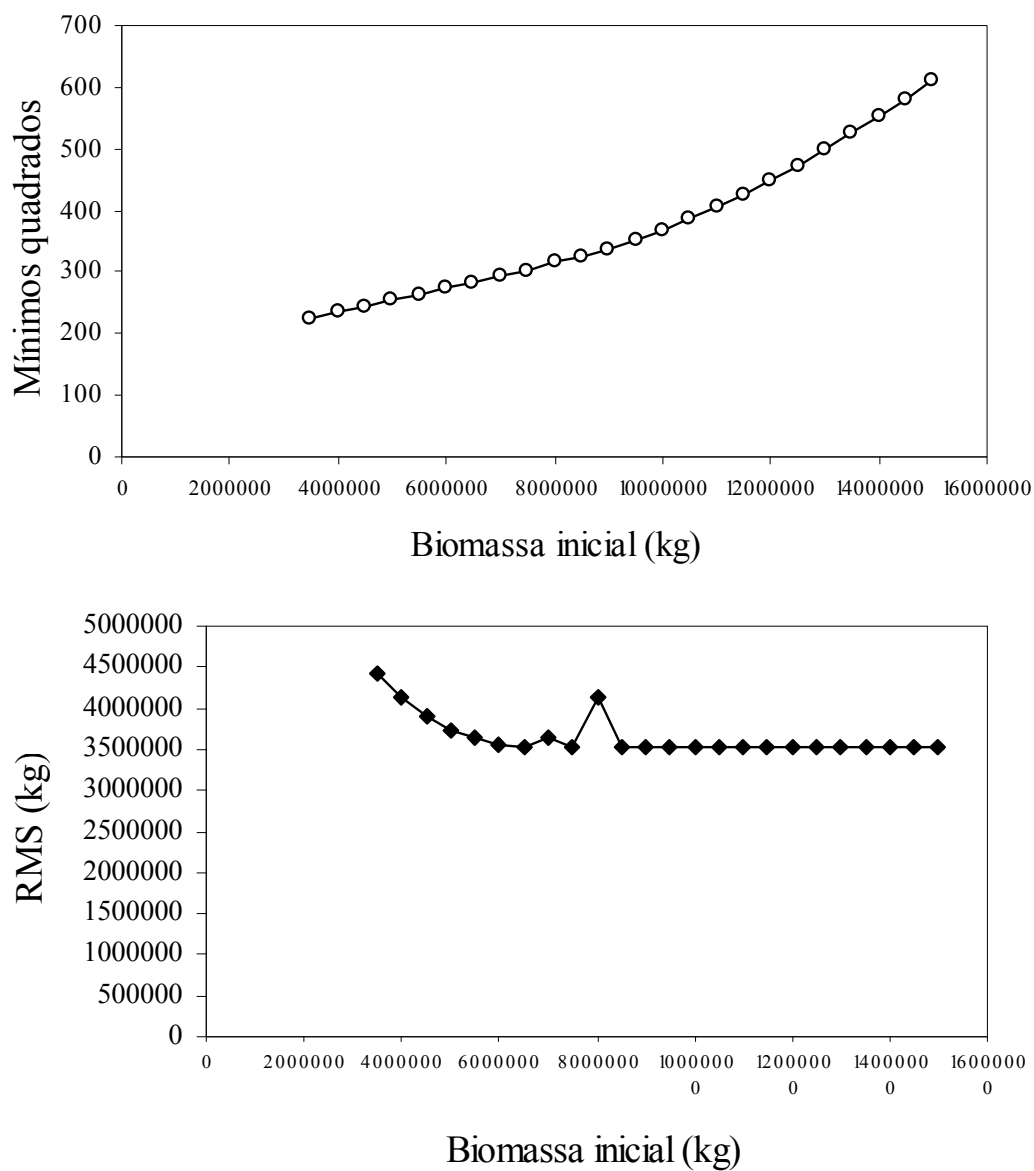 700
600
500
400
300
200
100
0
Mínimos quadrados
0 2000000 4000000 6000000 8000000 10000000 12000000 14000000 16000000
Biomassa inicial (kg)
5000000
4500000
4000000
3500000
3000000
2500000
2000000
1500000
1000000
500000
0
RMS (kg)
0 2000000 4000000 6000000 8000000 1000000 1200000 1400000 1600000
0 0 0 0
Biomassa inicial (kg)